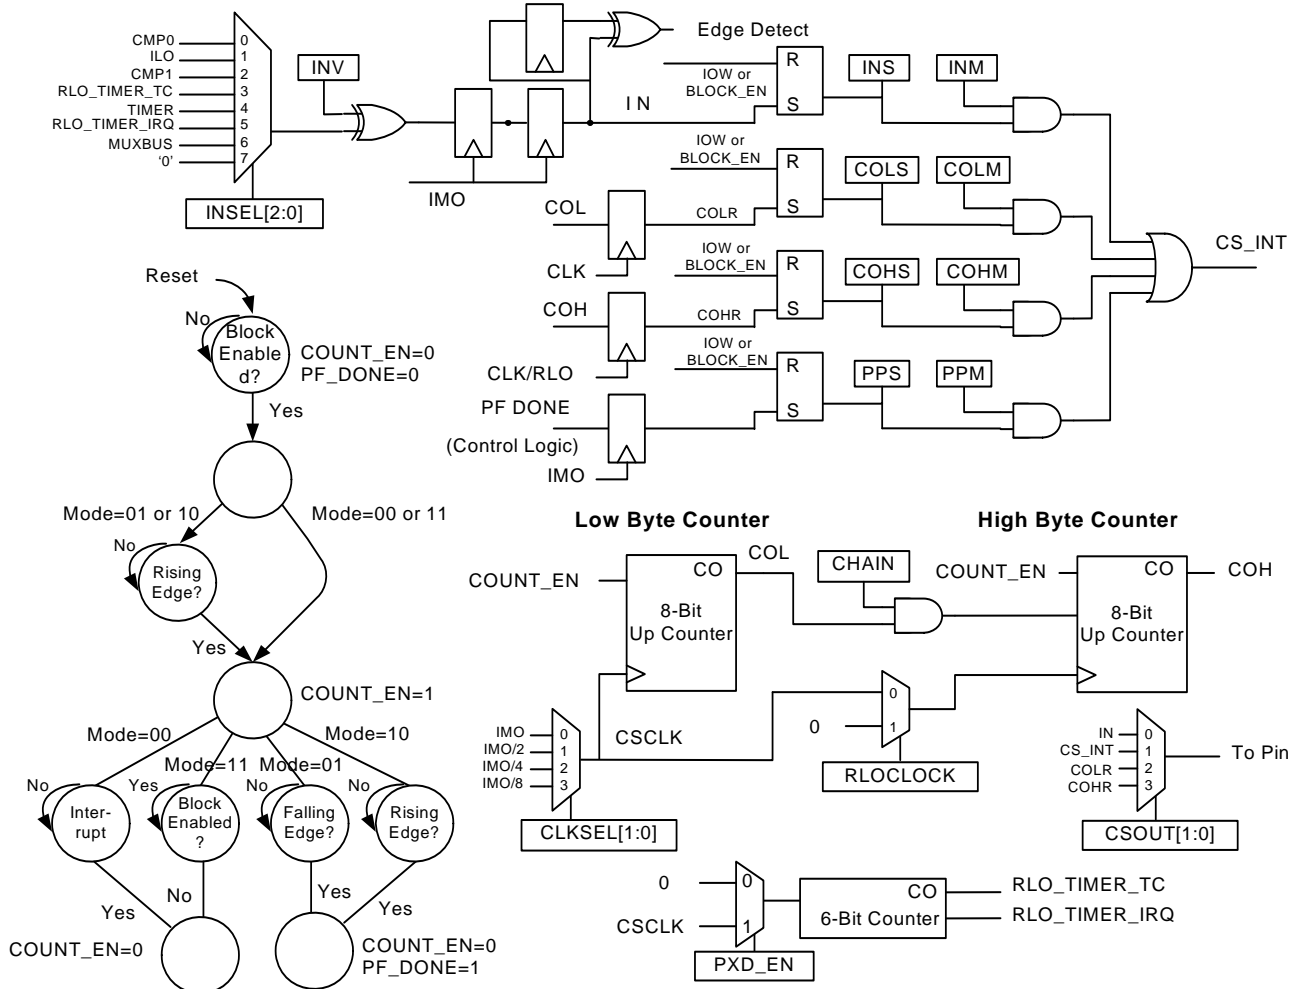 CMP0
ILO
CMP1
RLO_TIMER_TC
TIMER
RLO_TIMER_IRQ
MUXBUS
'0'
0
1
2
3
4
5
6
7
INSEL[2:0]
INV
IMO
Edge Detect
I N
IOW or
BLOCK_EN
R
S
INS
INM
IOW or
BLOCK_EN
R
S
COLS
COLM
COL
COLR
CLK
IOW or
BLOCK_EN
R
S
COHS
COHM
COH
COHR
CLK/RLO
IOW or
BLOCK_EN
R
S
PPS
PPM
PF DONE
(Control Logic)
IMO
CS_INT
Reset
No
Block
Enable
d?
COUNT_EN=0
PF_DONE=0
Yes
Mode=01 or 10
Mode=00 or 11
No
Rising
Edge?
Yes
COUNT_EN=1
Mode=00
Mode=11
Mode=01
Mode=10
No
Inter-
rupt
Yes
Block
Enabled
?
No
Falling
Edge?
No
Rising
Edge?
Yes
No
Yes
Yes
COUNT_EN=0
COUNT_EN=0
PF_DONE=1
Low Byte Counter
High Byte Counter
COUNT_EN
CO
8-Bit
Up Counter
COL
CHAIN
COUNT_EN
CO
8-Bit
Up Counter
COH
IMO
IMO/2
IMO/4
IMO/8
0
1
2
3
CSCLK
CLKSEL[1:0]
0
0
1
RLOCLOCK
IN
CS_INT
COLR
COHR
0
1
2
3
To Pin
CSOUT[1:0]
0
CSCLK
0
1
PXD_EN
CO
6-Bit Counter
RLO_TIMER_TC
RLO_TIMER_IRQ